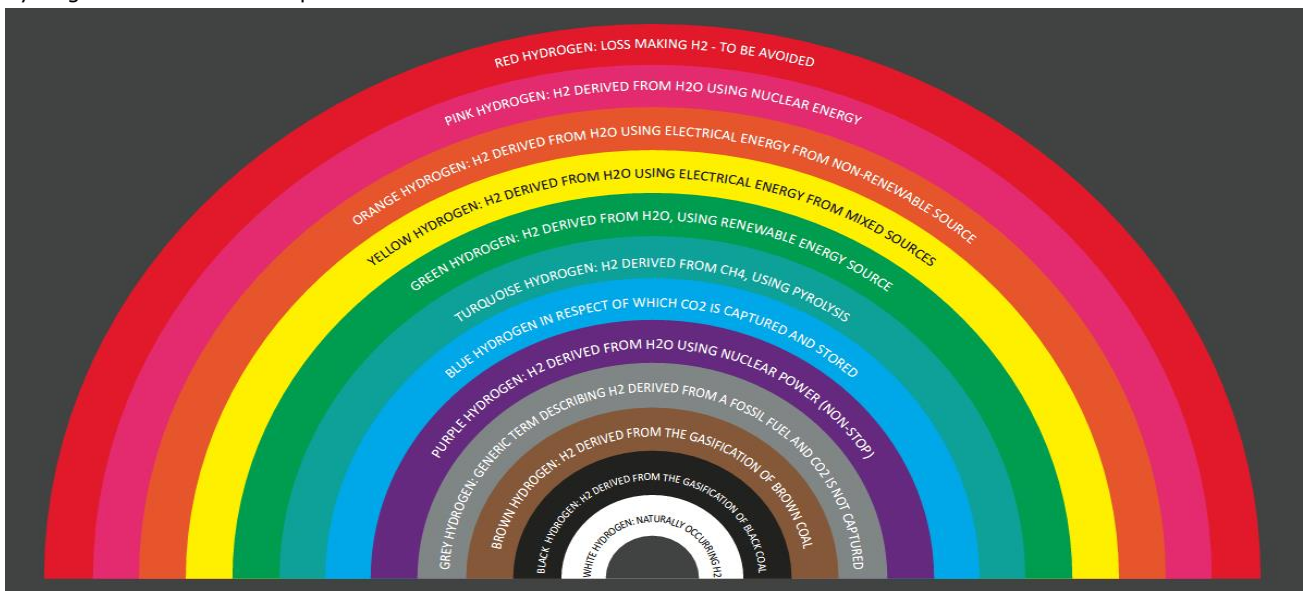 RED HYDROGEN: LOSS MAKING H2 - TO BE AVOIDED
PINK HYDROGEN: H2 DERIVED FROM H2O USING NUCLEAR ENERGY
ORANGE HYDROGEN: H2 DERIVED FROM H2O USING ELECTRICAL ENERGY FROM NON-RENEWABLE SOURCE
YELLOW HYDROGEN: H2 DERIVED FROM H2O USING ELECTRICAL ENERGY FROM MIXED SOURCES
GREEN HYDROGEN: H2 DERIVED FROM H2O, USING RENEWABLE ENERGY SOURCE
TURQUOISE HYDROGEN: H2 DERIVED FROM CH4, USING PYROLYSIS
BLUE HYDROGEN IN RESPECT OF WHICH CO2 IS CAPTURED AND STORED
PURPLE HYDROGEN: H2 DERIVED FROM H2O USING NUCLEAR POWER (NON-STOP)
GREY HYDROGEN: GENERIC TERM DESCRIBING H2 DERIVED FROM A FOSSIL FUEL AND CO2 IS NOT CAPTURED
BROWN HYDROGEN: H2 DERIVED FROM THE GASIFICATION OF BROWN COAL
BLACK HYDROGEN: H2 DERIVED FROM THE GASIFICATION OF BLACK COAL
WHITE HYDROGEN: NATURALLY OCCURRING H2